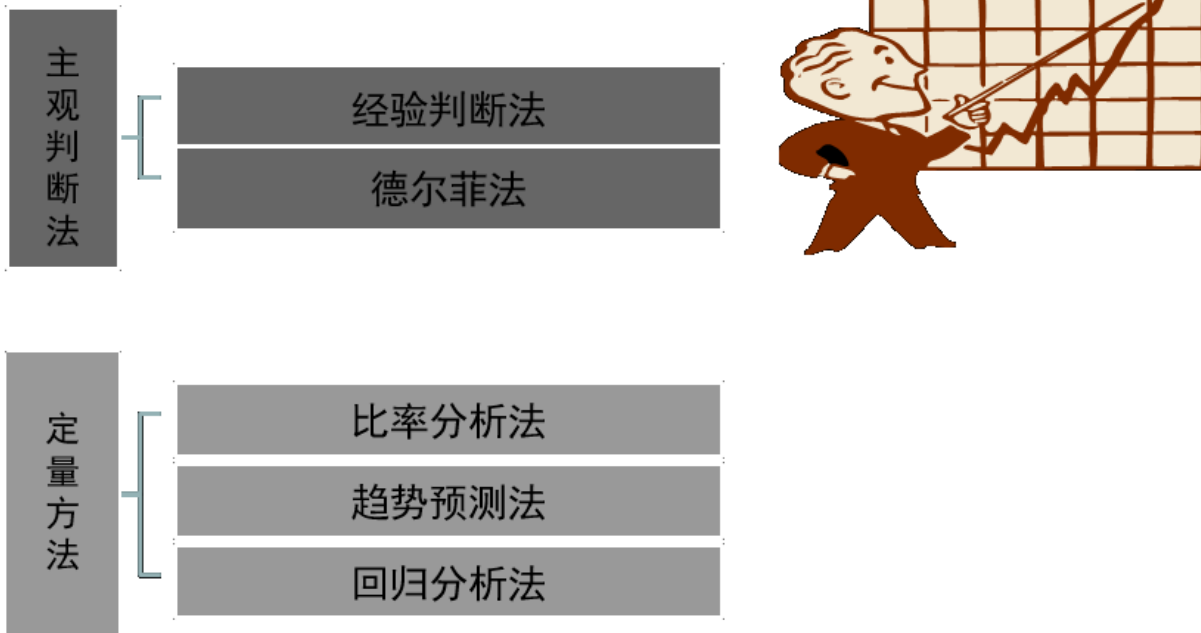 主观判断法
经验判断法
德尔菲法
定量方法
比率分析法
趋势预测法
回归分析法